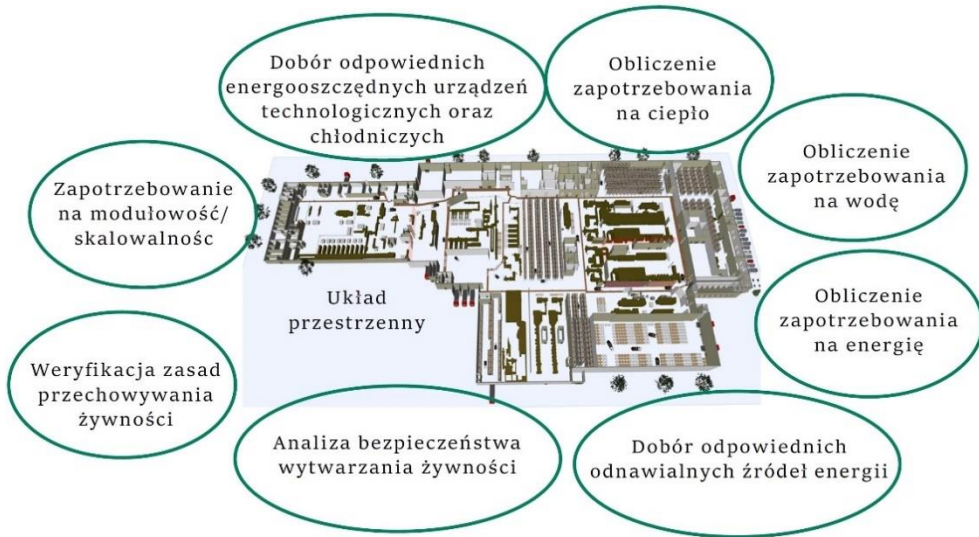 Dobór odpowiednich
energooszczędnych urządzeń
technologicznych oraz
chłodniczych
Obliczenie
zapotrzebowania
na ciepło
Obliczenie
zapotrzebowania
na wodę
Zapotrzebowanie
na modułowość/
skalowalnośc
Układ
przestrzenny
Obliczenie
zapotrzebowania
na energię
Weryfikacja zasad
przechowywania
żywności
Analiza bezpieczeństwa
wytwarzania żywności
Dobór odpowiednich
odnawialnych źródeł energii